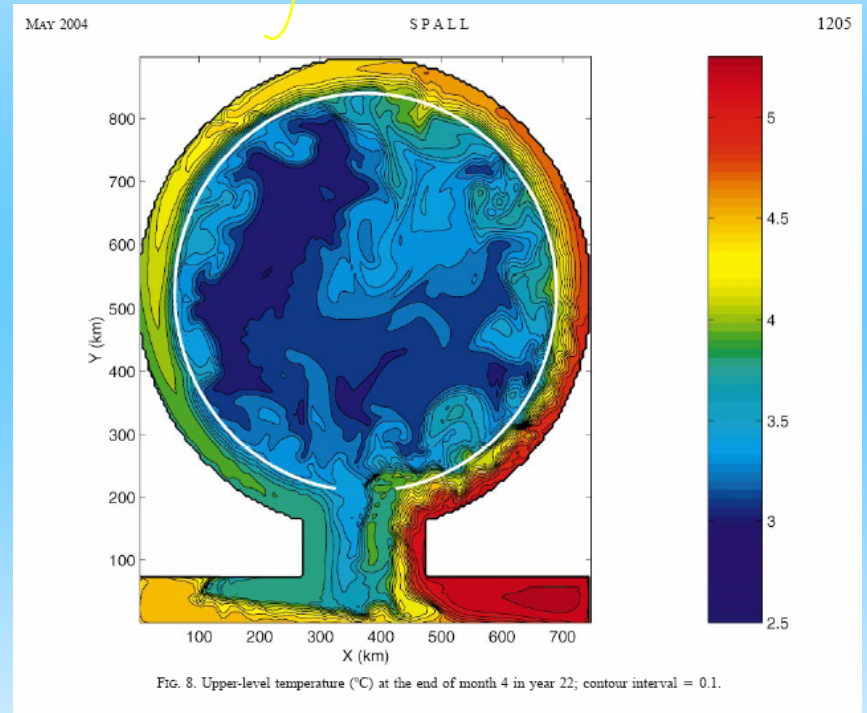 MAY 2004 SPALL 1205
800
700
600
500
400
300
200
100
Y (km)
100 200 300 400 500 600 700
X (km)
5
4.5
4
3.5
3
2.5
FIG. 8. Upper-level temperature (°C) at the end of month 4 in year 22; contour interval = 0.1.